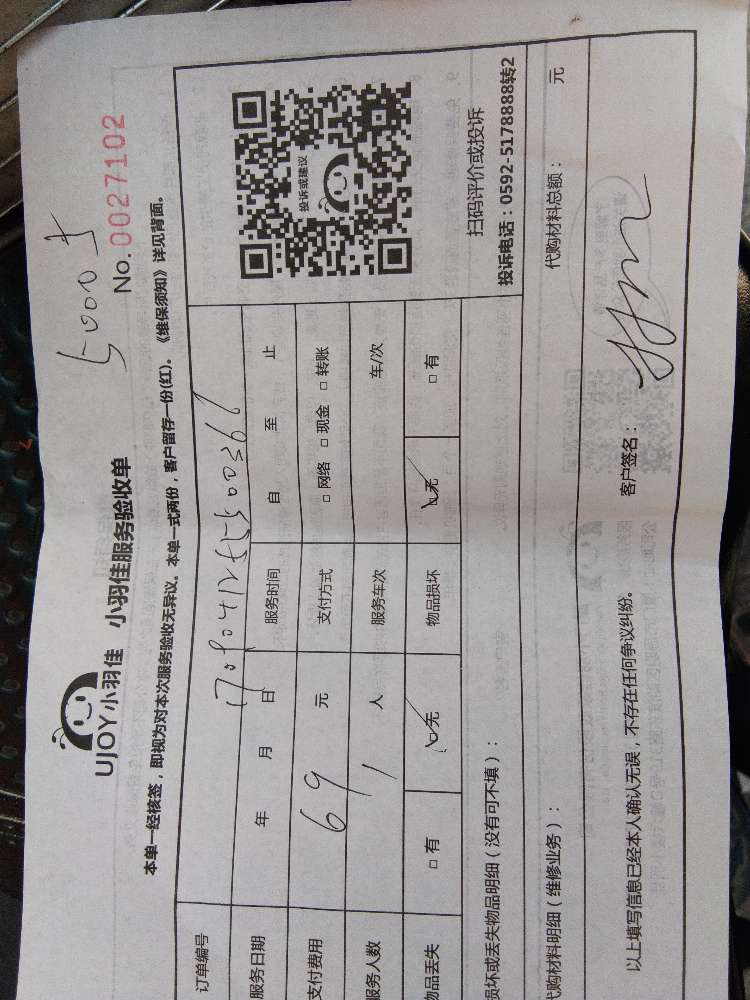 5000
No.0027102
UJOY小羽佳 小羽佳服务验收单
本单一经核签，即视为对本次服务验收无异议。本单一式两份，客户留存一份(红)。《维保须知》详见背面。
订单编号
服务日期 年 月 日 服务时间 自 至 止
支付费用 69 元 支付方式 □网络 □现金 □转账
服务人数 1 人 服务车次 车/次
物品丢失 □有 □无 物品损坏 □无 □有
投诉或建议
扫码评价或投诉
投诉电话：0592-5178888转2
损坏或丢失物品明细（没有可不填）：
代购材料明细（维修业务）： 代购材料总额： 元
以上填写信息已经本人确认无误，不存在任何争议纠纷。 客户签名：